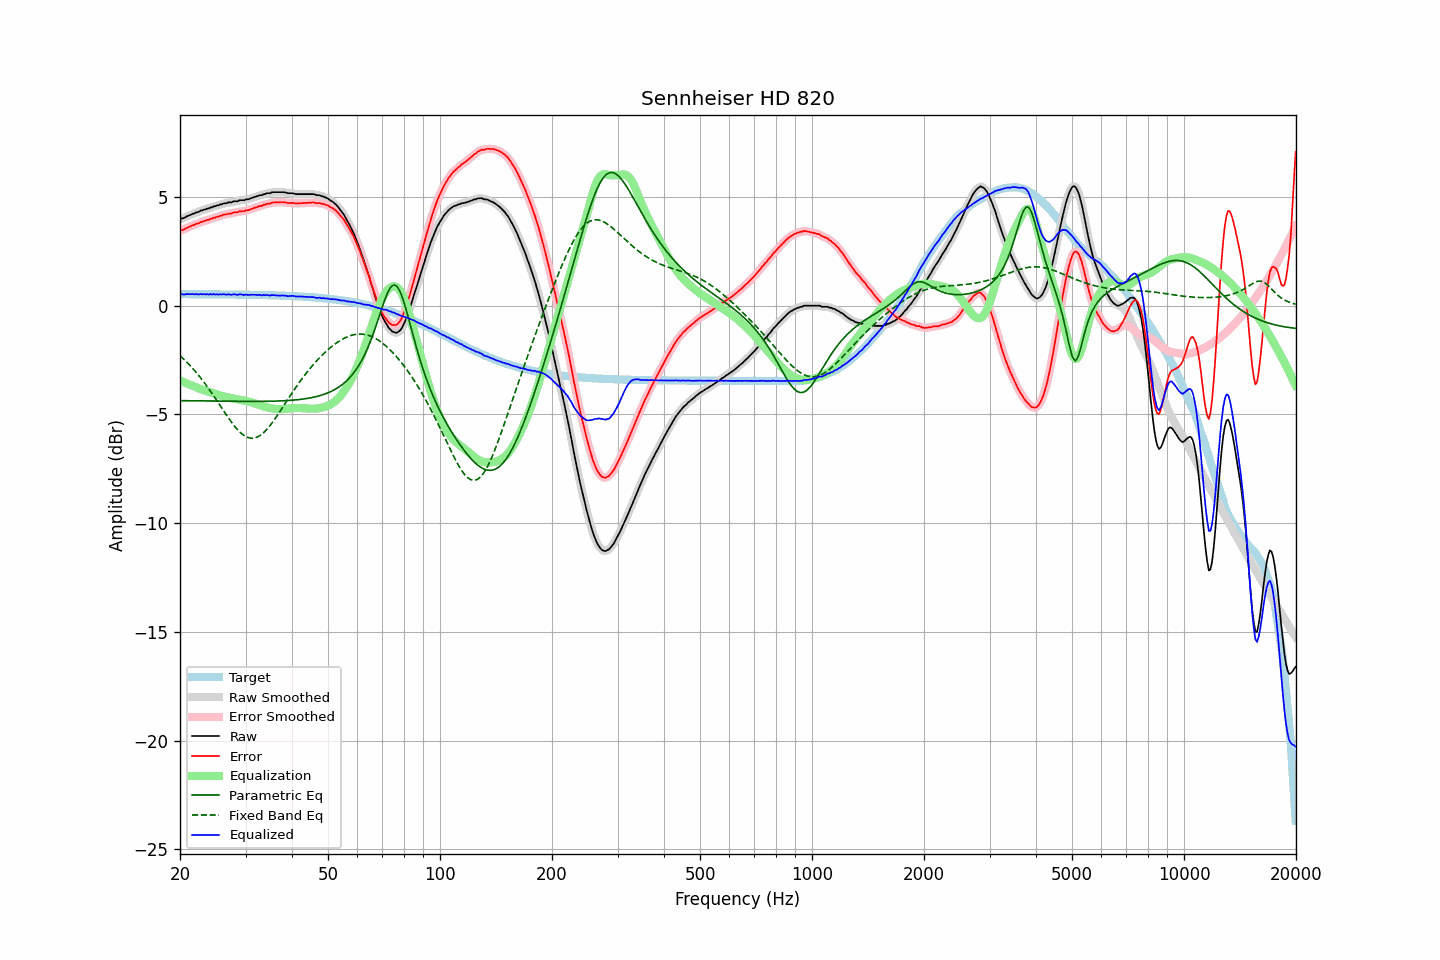 Sennheiser HD 820
Amplitude (dBr)
5
0
−5
−10
−15
−20
−25
Target
Raw Smoothed
Error Smoothed
Raw
Error
Equalization
Parametric Eq
Fixed Band Eq
Equalized
20 50 100 200 500 1000 2000 5000 10000 20000
Frequency (Hz)